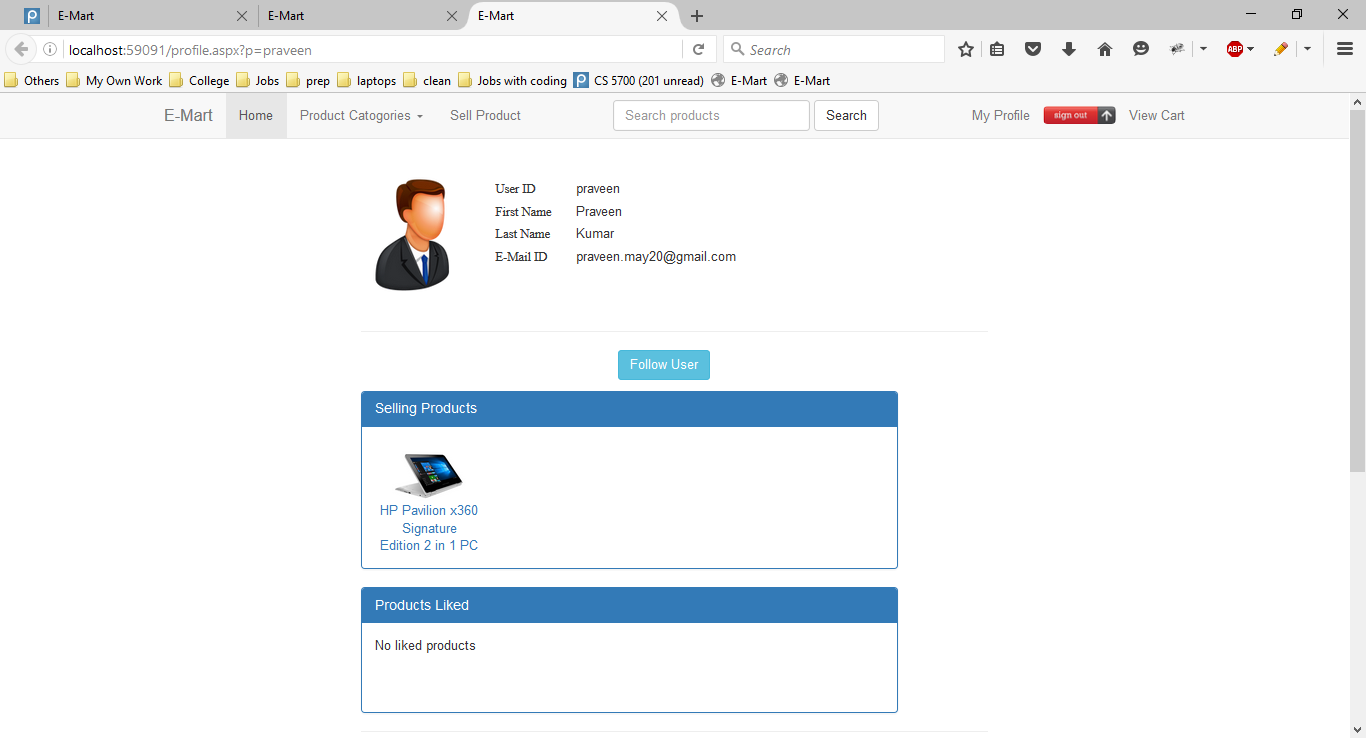 E-Mart
E-Mart
E-Mart
localhost:59091/profile.aspx?p=praveen
Search
ABP
Others
My Own Work
College
Jobs
prep
laptops
clean
Jobs with coding
CS 5700 (201 unread)
E-Mart
E-Mart
E-Mart
Home
Product Catogories
Sell Product
Search products
Search
My Profile
sign out
View Cart
User ID praveen
First Name Praveen
Last Name Kumar
E-Mail ID praveen.may20@gmail.com
Follow User
Selling Products
HP Pavilion x360
Signature
Edition 2 in 1 PC
Products Liked
No liked products